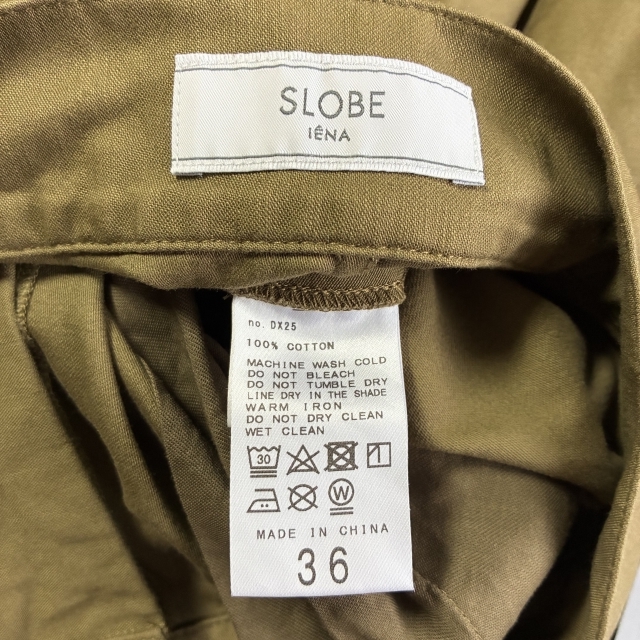 SLOBE
IÉNA
no. DX25
100% COTTON
MACHINE WASH COLD
DO NOT BLEACH
DO NOT TUMBLE DRY
LINE DRY IN THE SHADE
WARM IRON
DO NOT DRY CLEAN
WET CLEAN
30
W
MADE IN CHINA
36